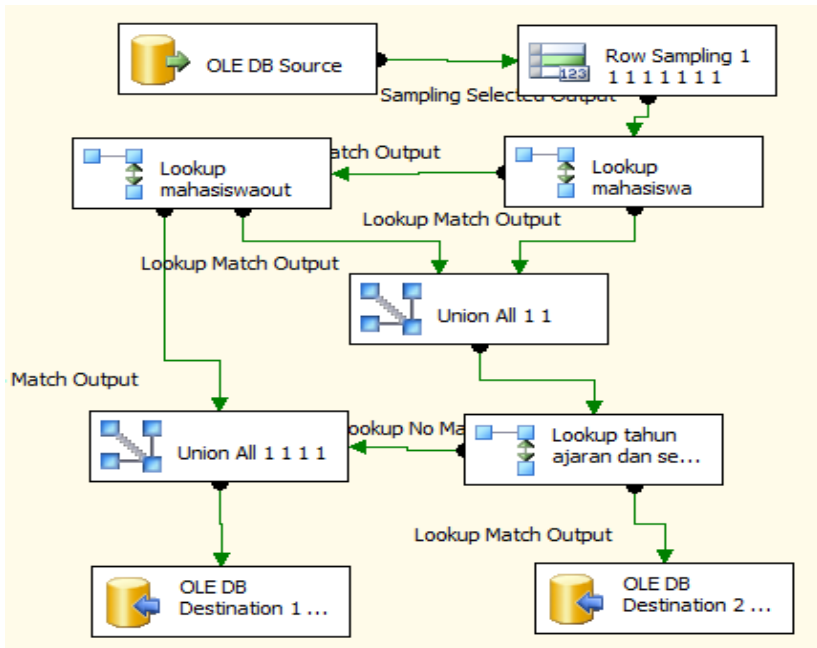 OLE DB Source
Row Sampling 1
1 1 1 1 1 1 1
123
Sampling Selected Output
Lookup
mahasiswaout
Match Output
Lookup
mahasiswa
Lookup Match Output
Lookup Match Output
Union All 1 1
Match Output
Union All 1 1 1 1
Lookup No
Lookup tahun
ajaran dan se...
Lookup Match Output
OLE DB
Destination 1 ...
OLE DB
Destination 2 ...